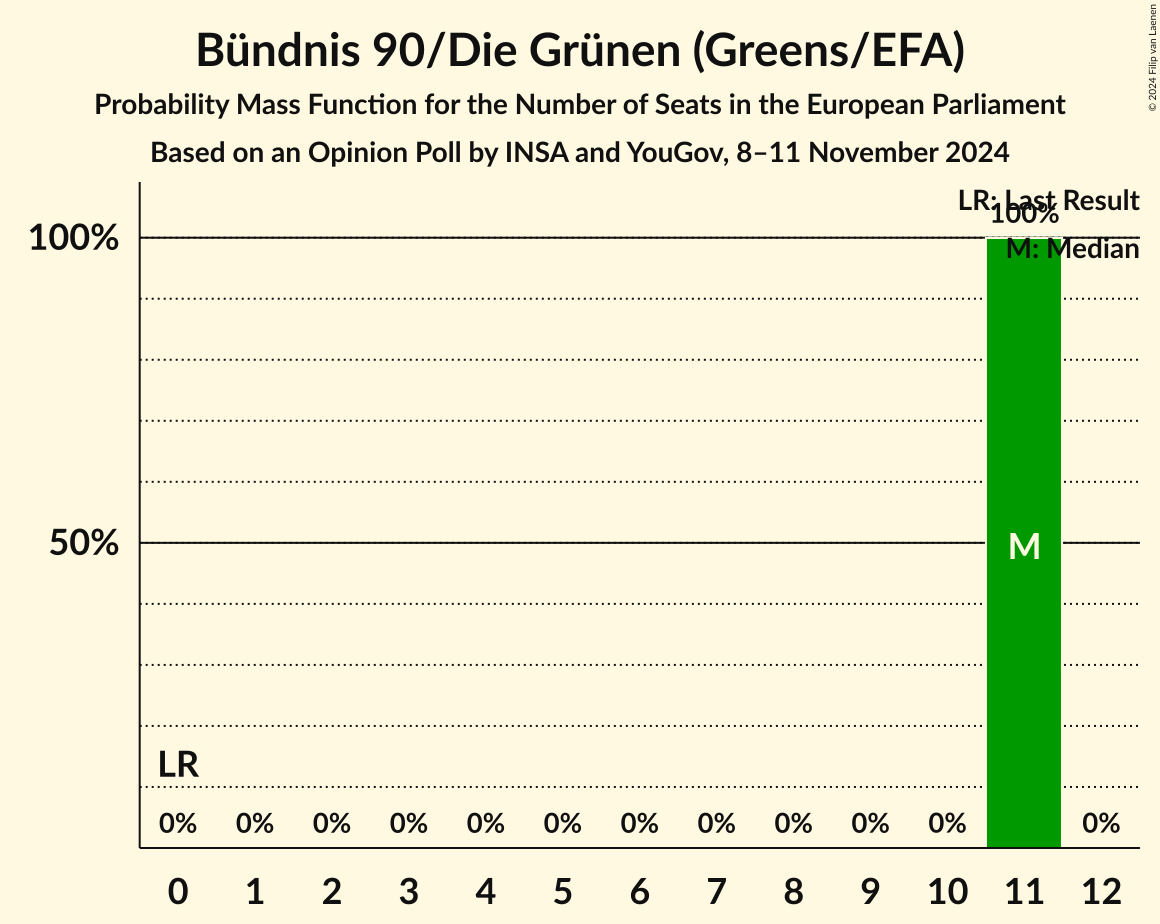 Bündnis 90/Die Grünen (Greens/EFA)
Probability Mass Function for the Number of Seats in the European Parliament
Based on an Opinion Poll by INSA and YouGov, 8–11 November 2024
© 2024 Filip van Laenen
LR: Last Result
100%
M: Median
100%
50%
M
LR
0% 0% 0% 0% 0% 0% 0% 0% 0% 0% 0% 0%
0 1 2 3 4 5 6 7 8 9 10 11 12